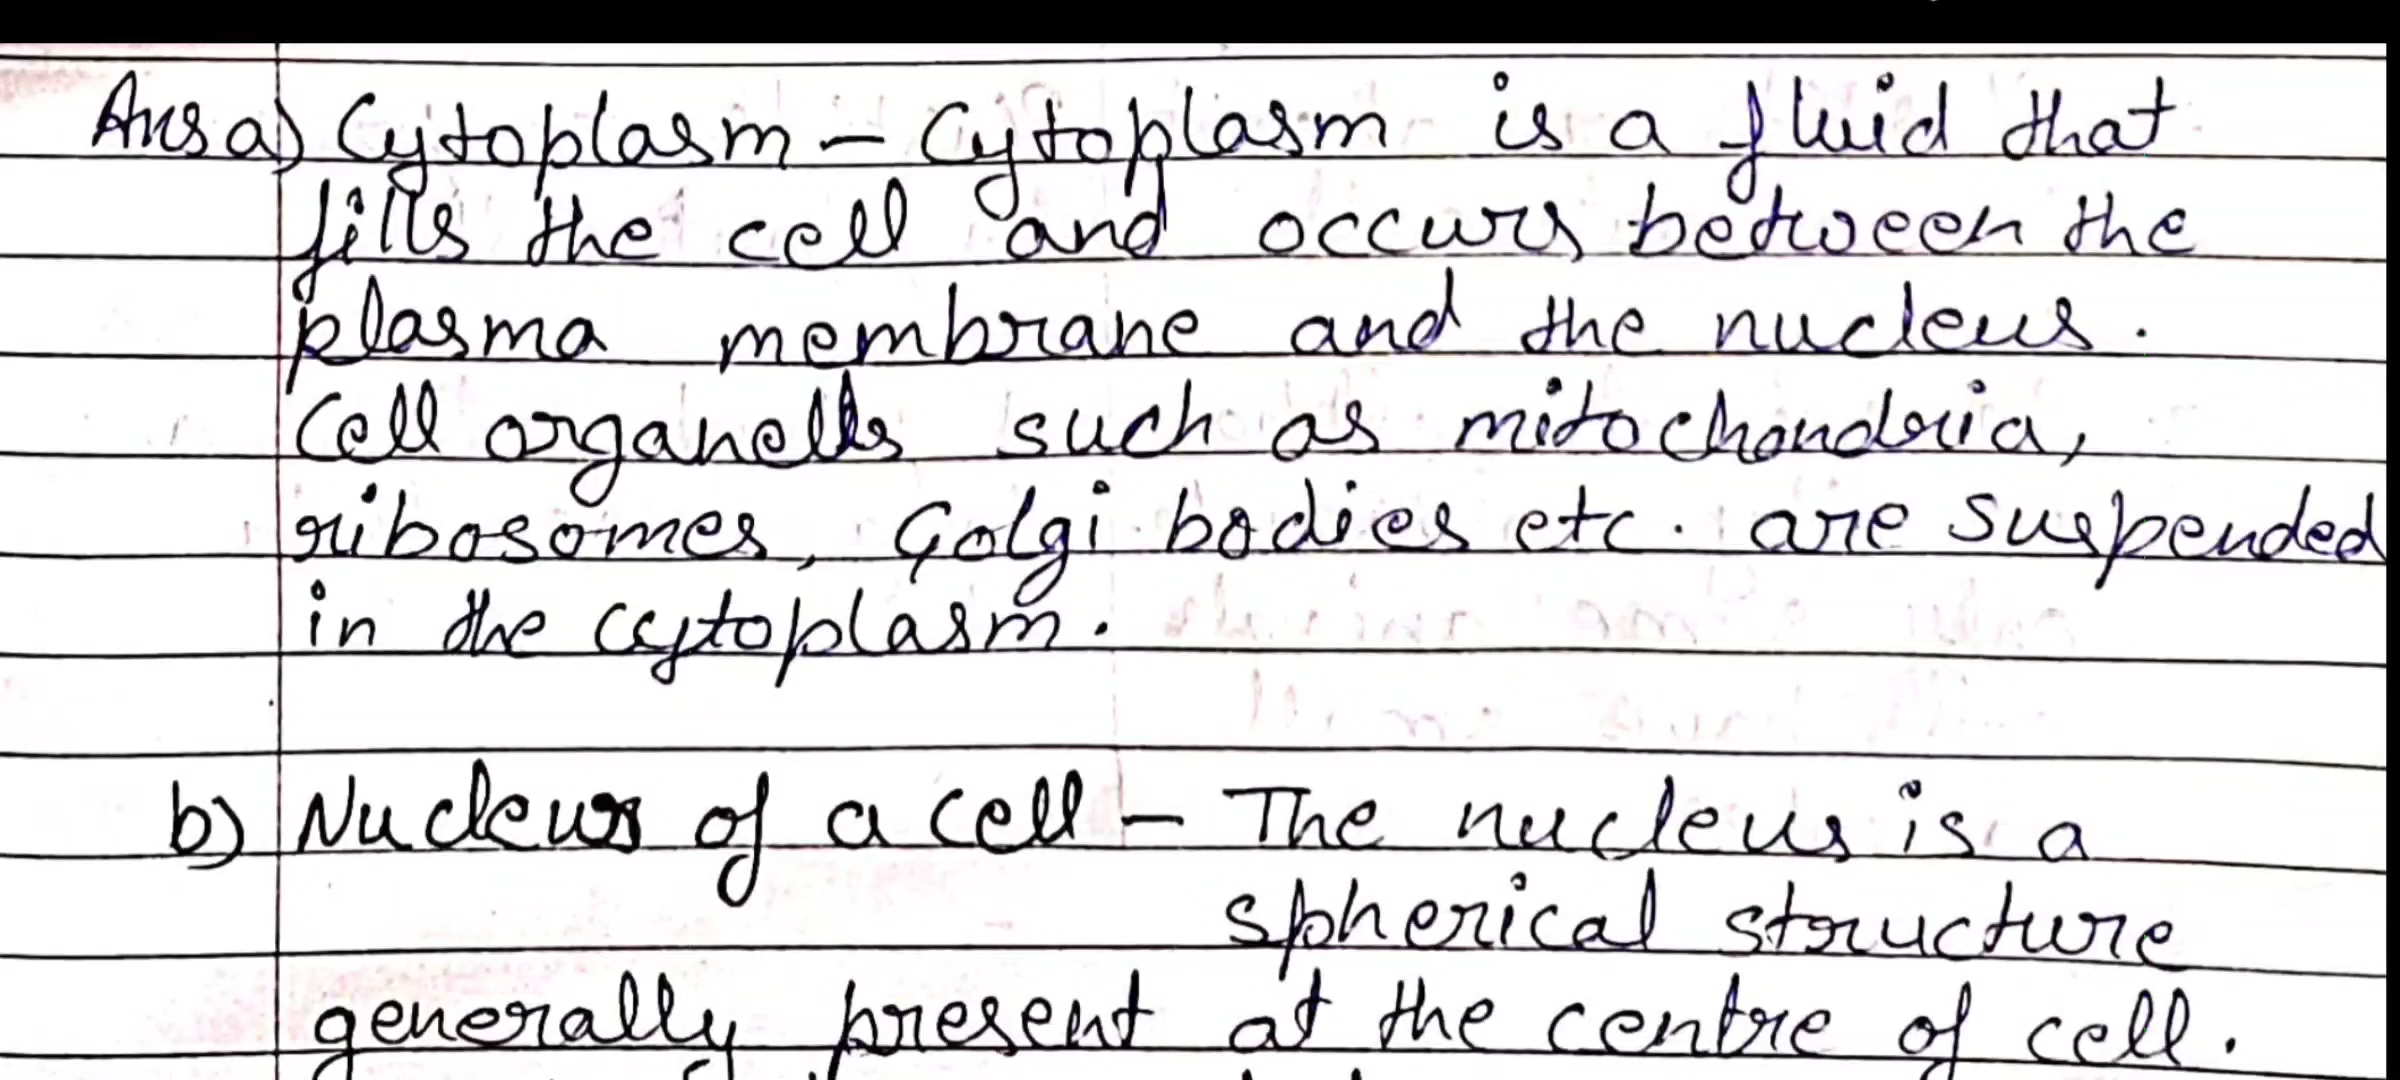 Ans a) Cytoplasm - Cytoplasm is a fluid that
fills the cell and occurs between the
plasma membrane and the nucleus.
Cell organells such as mitochondria,
ribosomes, Golgi bodies etc. are suspended
in the cytoplasm.
b) Nucleus of a cell - The nucleus is a
spherical structure
generally present at the centre of cell.